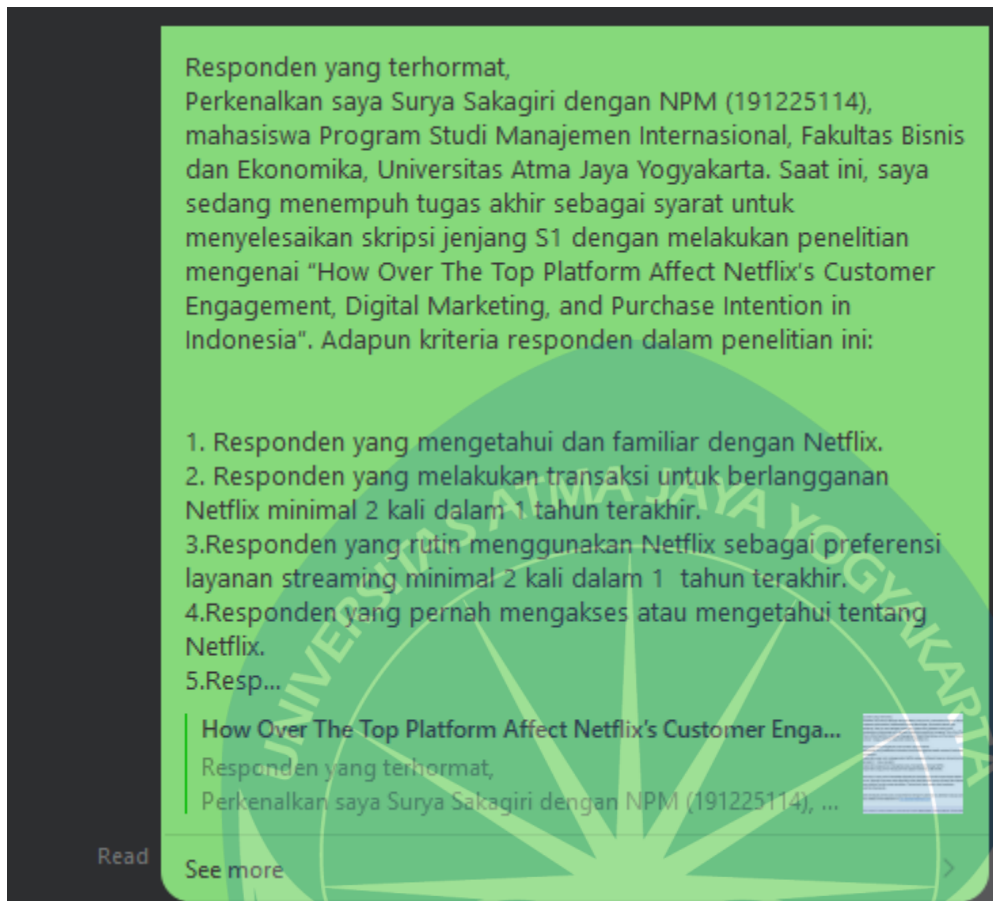 Responden yang terhormat,
Perkenalkan saya Surya Sakagiri dengan NPM (191225114),
mahasiswa Program Studi Manajemen Internasional, Fakultas Bisnis
dan Ekonomika, Universitas Atma Jaya Yogyakarta. Saat ini, saya
sedang menempuh tugas akhir sebagai syarat untuk
menyelesaikan skripsi jenjang S1 dengan melakukan penelitian
mengenai “How Over The Top Platform Affect Netflix's Customer
Engagement, Digital Marketing, and Purchase Intention in
Indonesia”. Adapun kriteria responden dalam penelitian ini:
1. Responden yang mengetahui dan familiar dengan Netflix.
2. Responden yang melakukan transaksi untuk berlangganan
Netflix minimal 2 kali dalam 1 tahun terakhir.
3.Responden yang rutin menggunakan Netflix sebagai preferensi
layanan streaming minimal 2 kali dalam 1 tahun terakhir.
4.Responden yang pernah mengakses atau mengetahui tentang
Netflix.
5.Resp...
How Over The Top Platform Affect Netflix's Customer Enga...
Responden yang terhormat,
Perkenalkan saya Surya Sakagiri dengan NPM (191225114), ...
Read
See more
UNIVERSITAS ATMA JAYA YOGYAKARTA